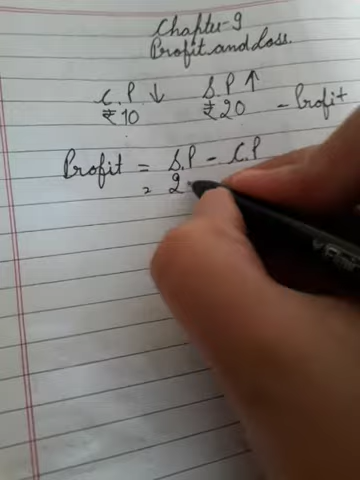 Chapter-9
Profit and Loss.
C.P ↓ S.P ↑
₹10 ₹20 - Profit
Profit = S.P - C.P
= 2